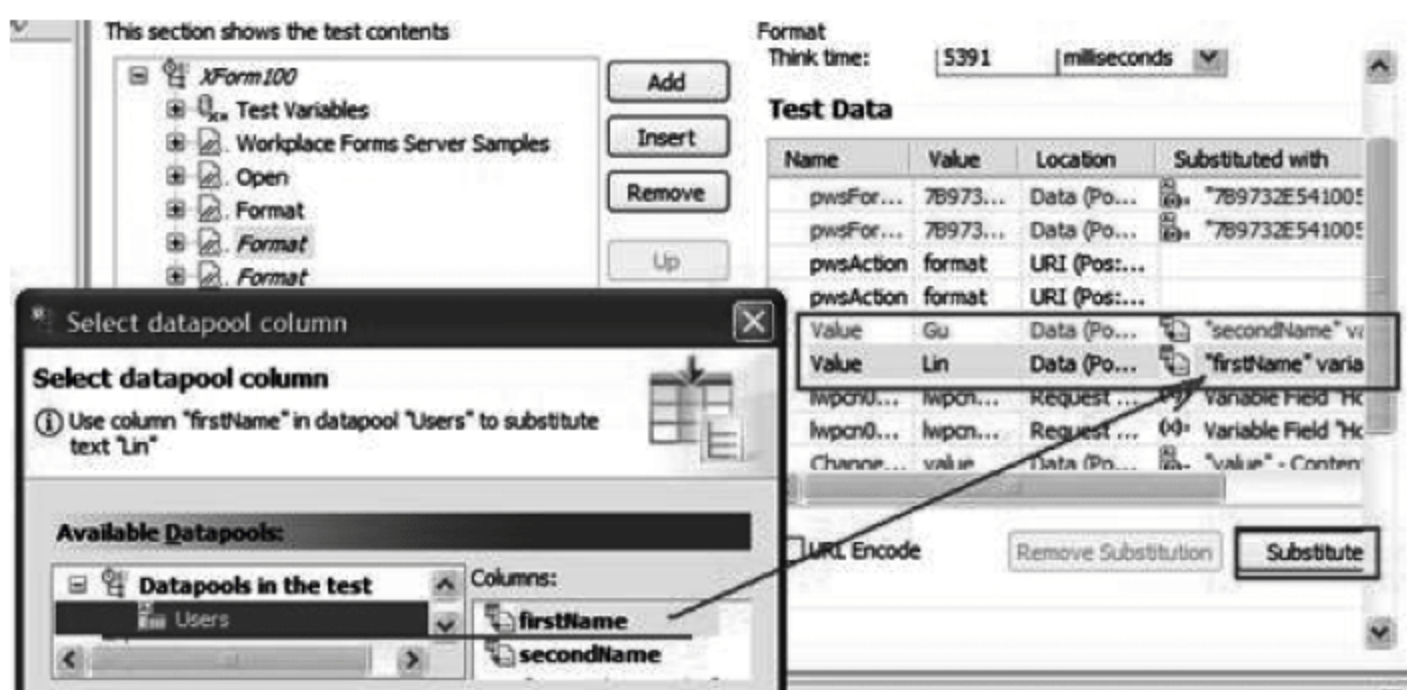 This section shows the test contents
XForm100
Test Variables
Workplace Forms Server Samples
Open
Format
Format
Format
Add
Insert
Remove
Up
Format
Think time: 5391 milliseconds
Test Data
Name Value Location Substituted with
pwsFor... 7B973... Data (Po... "7B9732E541005
pwsFor... 7B973... Data (Po... "7B9732E541005
pwsAction format URI (Pos:...
pwsAction format URI (Pos:...
Value Gu Data (Po... "secondName" va
Value Lin Data (Po... "firstName" varia
lwpcn0... lwpcn... Request ... Variable Field "Ho
lwpcn0... lwpcn... Request ... Variable Field "Ho
Channe... value Data (Po... "value" - Conten
URL Encode
Remove Substitution
Substitute
Select datapool column
Select datapool column
Use column "firstName" in datapool "Users" to substitute
text "Lin"
Available Datapools:
Datapools in the test
Users
Columns:
firstName
secondName